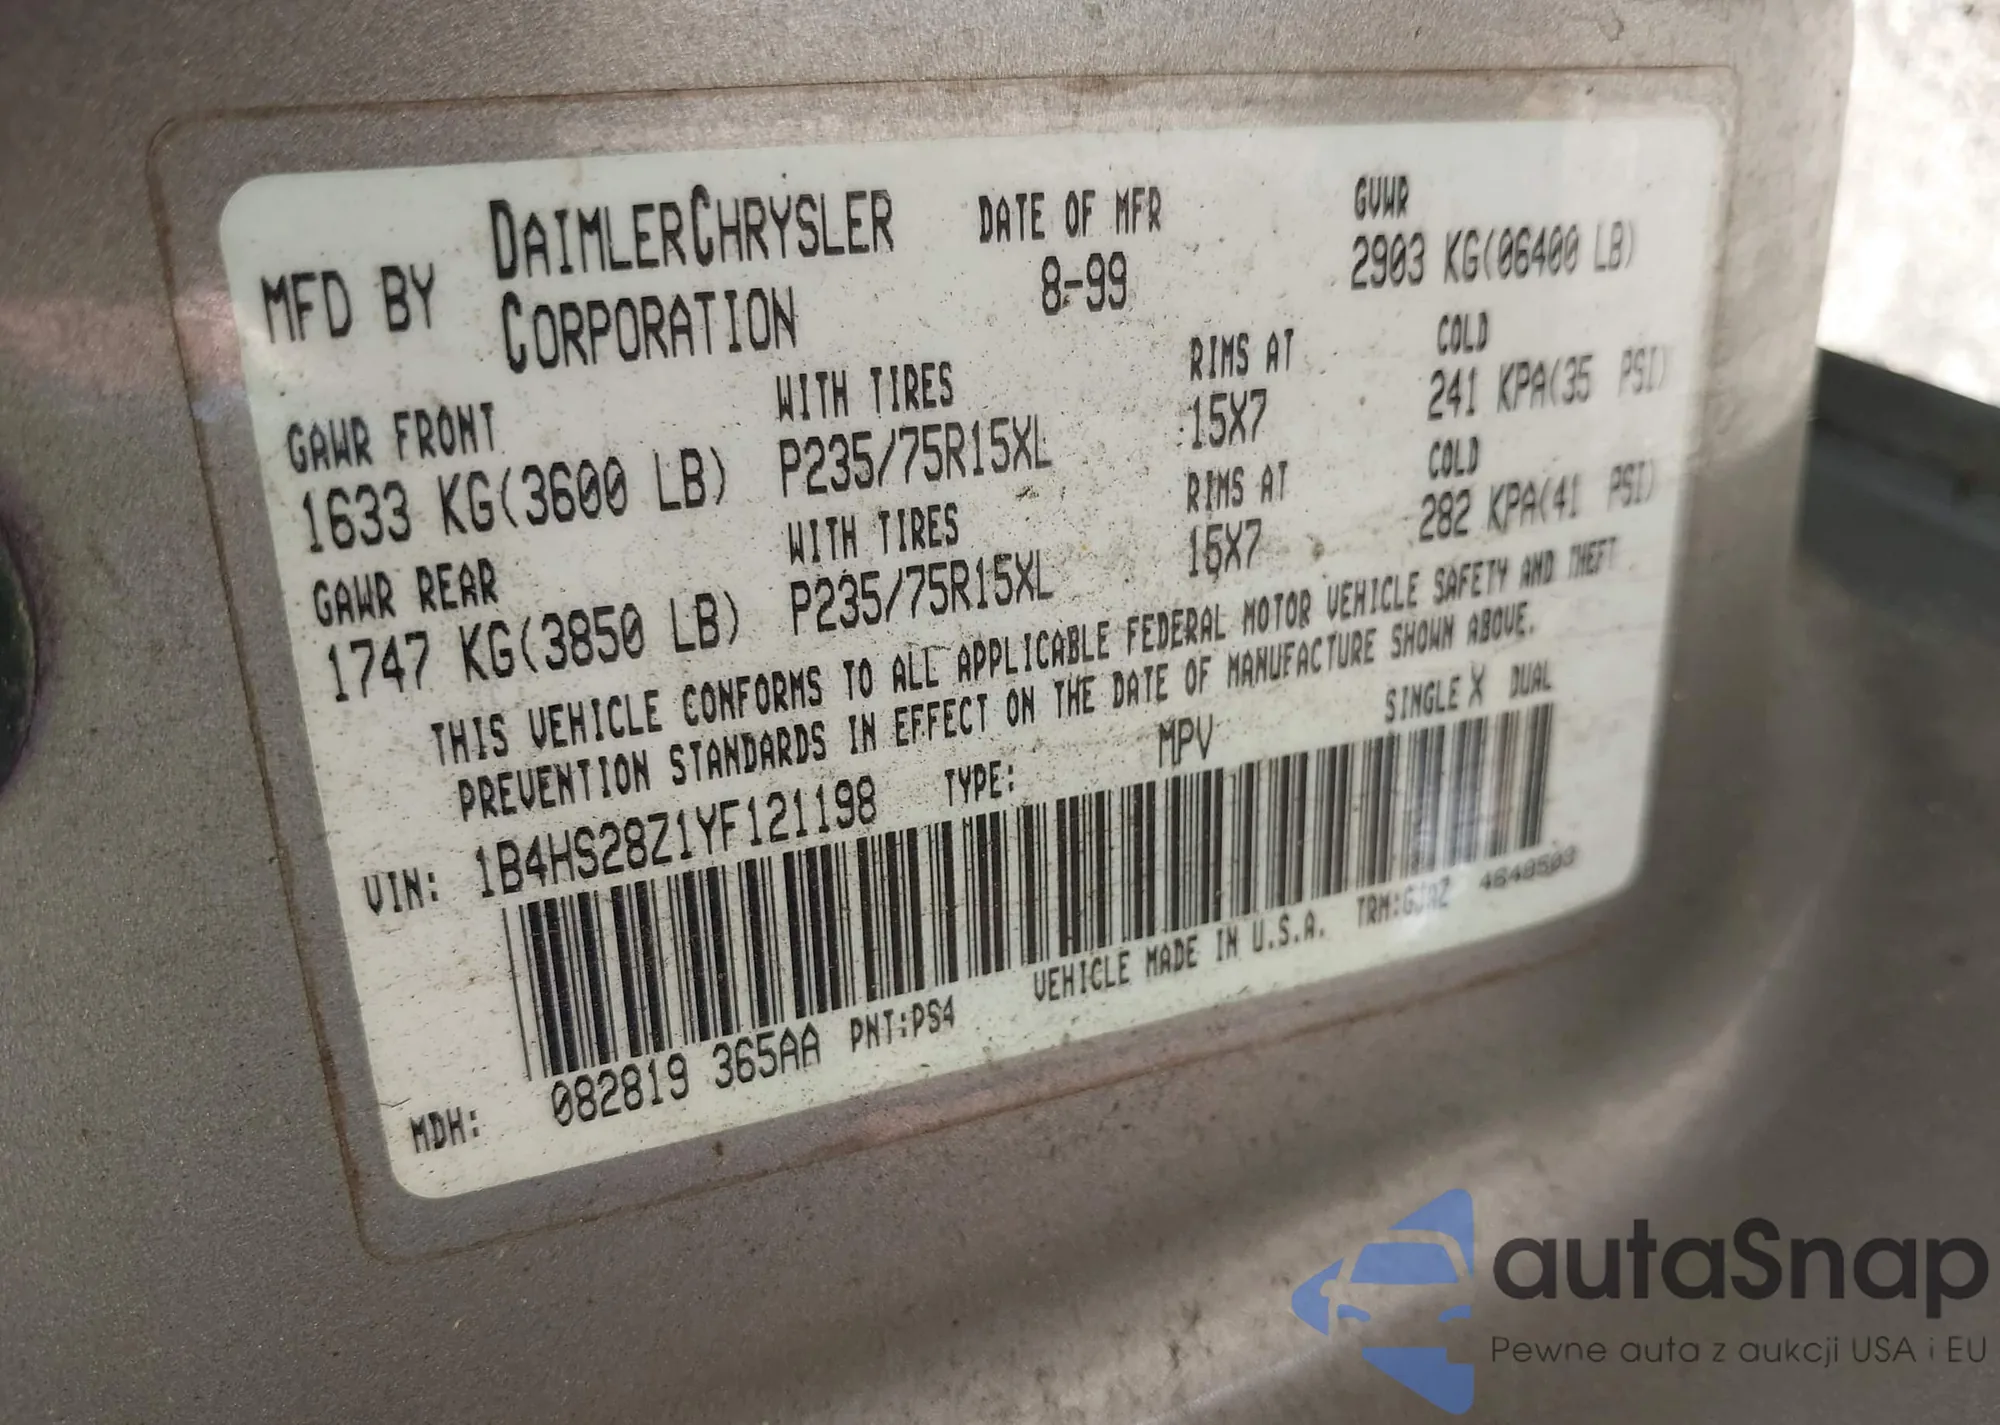 MFD BY DAIMLERCHRYSLER CORPORATION
DATE OF MFR
8-99
GVWR
2903 KG(06400 LB)
GAWR FRONT
1633 KG(3600 LB)
WITH TIRES
P235/75R15XL
RIMS AT
15X7
COLD
241 KPA(35 PSI)
GAWR REAR
1747 KG(3850 LB)
WITH TIRES
P235/75R15XL
RIMS AT
15X7
COLD
282 KPA(41 PSI)
THIS VEHICLE CONFORMS TO ALL APPLICABLE FEDERAL MOTOR VEHICLE SAFETY AND THEFT
PREVENTION STANDARDS IN EFFECT ON THE DATE OF MANUFACTURE SHOWN ABOVE.
VIN: 1B4HS28Z1YF121198 TYPE: MPV SINGLE X DUAL
MDH: 082819 365AA PNT:PS4 VEHICLE MADE IN U.S.A.
autaSnap
Pewne auta z aukcji USA i EU